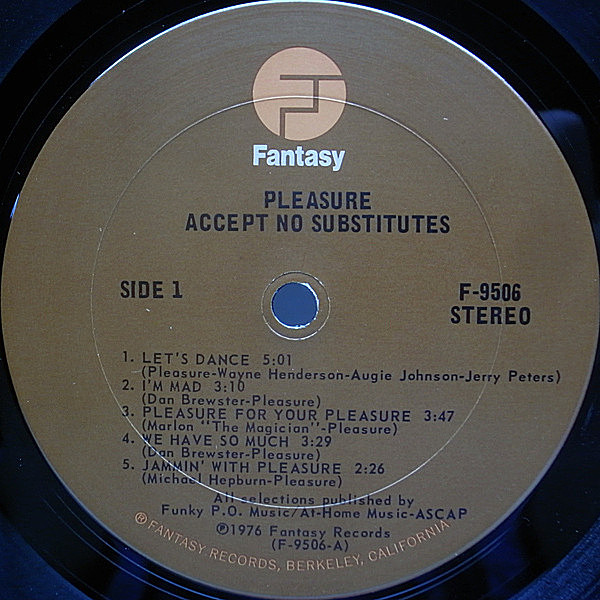 Fantasy
PLEASURE
ACCEPT NO SUBSTITUTES
SIDE 1
F-9506
STEREO
1. LET'S DANCE 5:01
(Pleasure-Wayne Henderson-Augie Johnson-Jerry Peters)
2. I'M MAD 3:10
(Dan Brewster-Pleasure)
3. PLEASURE FOR YOUR PLEASURE 3:47
(Marlon "The Magician"-Pleasure)
4. WE HAVE SO MUCH 3:29
(Dan Brewster-Pleasure)
5. JAMMIN' WITH PLEASURE 2:26
(Michael Hepburn-Pleasure)
All selections published by
Funky P.O. Music/At-Home Music-ASCAP
℗1976 Fantasy Records
(F-9506-A)
®FANTASY RECORDS, BERKELEY, CALIFORNIA